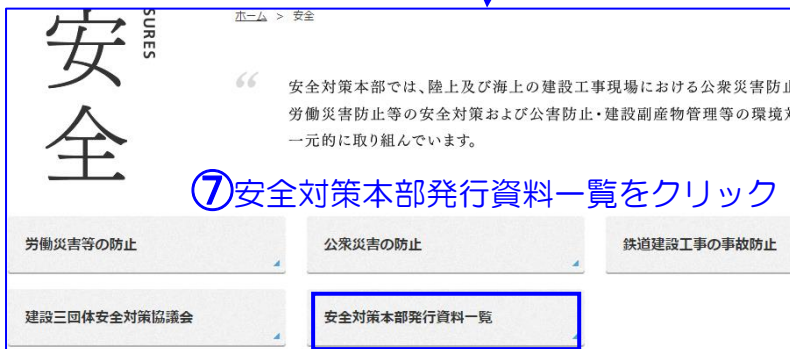 安全
SURES
ホーム > 安全
“
安全対策本部では、陸上及び海上の建設工事現場における公衆災害防止
労働災害防止等の安全対策および公害防止・建設副産物管理等の環境対
一元的に取り組んでいます。
⑦安全対策本部発行資料一覧をクリック
労働災害等の防止
公衆災害の防止
鉄道建設工事の事故防止
建設三団体安全対策協議会
安全対策本部発行資料一覧